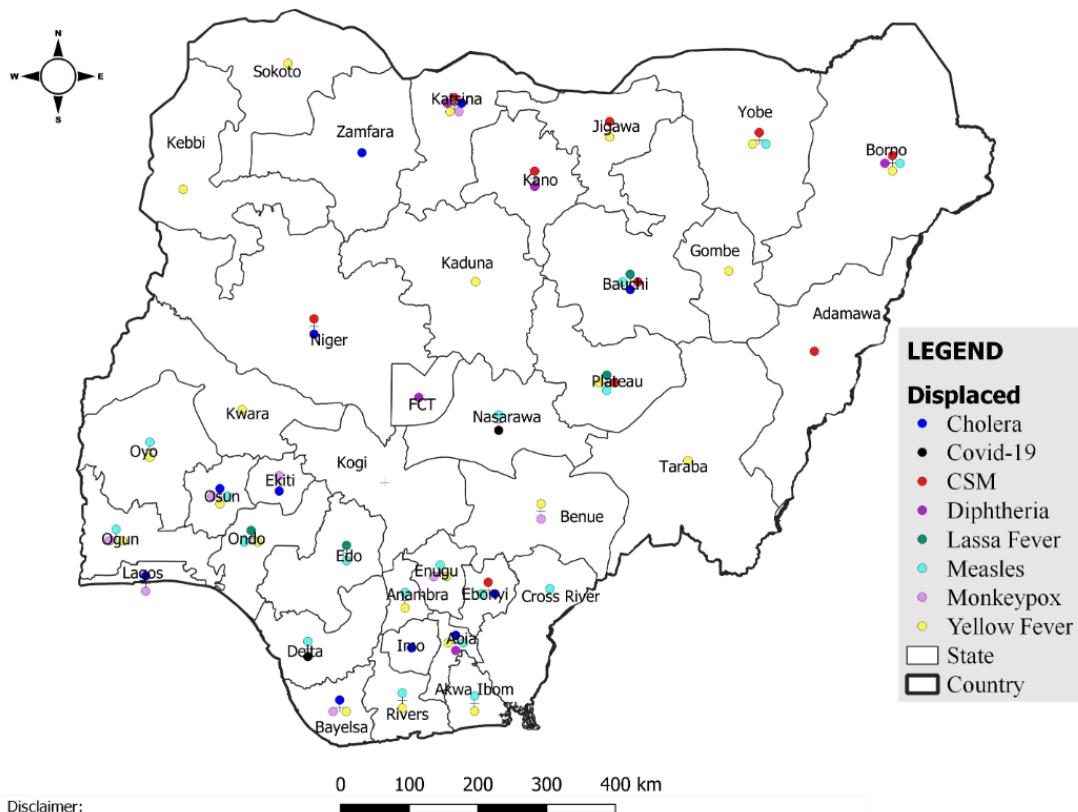 N
W
E
S
Sokoto
Katsina
Yobe
Jigawa
Kebbi
Zamfara
Borno
Kano
Gombe
Kaduna
Bauchi
Adamawa
Niger
Plateau
FCT
Kwara
Nasarawa
Oyo
Kogi
Taraba
Ekiti
Osun
Benue
Ogun
Ondo
Edo
Lagos
Enugu
Anambra
Ebonyi
Cross River
Delta
Imo
Abia
Akwa Ibom
Bayelsa
Rivers
LEGEND
Displaced
Cholera
Covid-19
CSM
Diphtheria
Lassa Fever
Measles
Monkeypox
Yellow Fever
State
Country
0 100 200 300 400 km
Disclaimer: